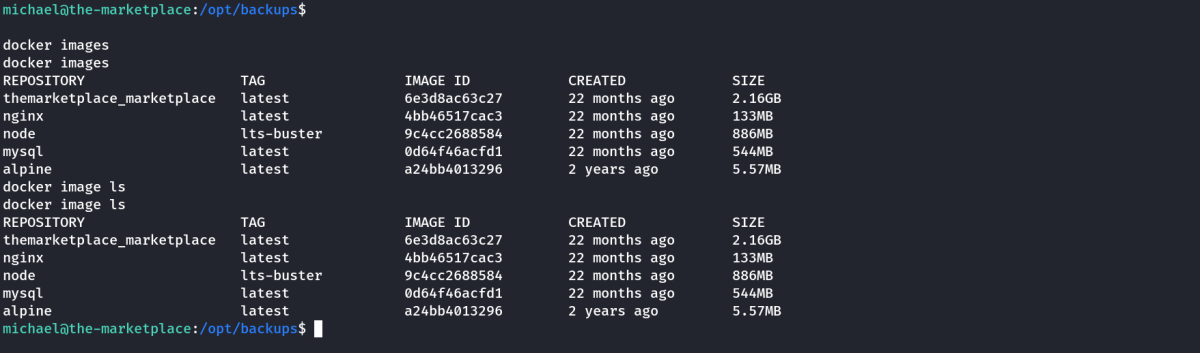 michael@the-marketplace:/opt/backups$
docker images
docker images
REPOSITORY TAG IMAGE ID CREATED SIZE
themarketplace_marketplace latest 6e3d8ac63c27 22 months ago 2.16GB
nginx latest 4bb46517cac3 22 months ago 133MB
node lts-buster 9c4cc2688584 22 months ago 886MB
mysql latest 0d64f46acfd1 22 months ago 544MB
alpine latest a24bb4013296 2 years ago 5.57MB
docker image ls
docker image ls
REPOSITORY TAG IMAGE ID CREATED SIZE
themarketplace_marketplace latest 6e3d8ac63c27 22 months ago 2.16GB
nginx latest 4bb46517cac3 22 months ago 133MB
node lts-buster 9c4cc2688584 22 months ago 886MB
mysql latest 0d64f46acfd1 22 months ago 544MB
alpine latest a24bb4013296 2 years ago 5.57MB
michael@the-marketplace:/opt/backups$